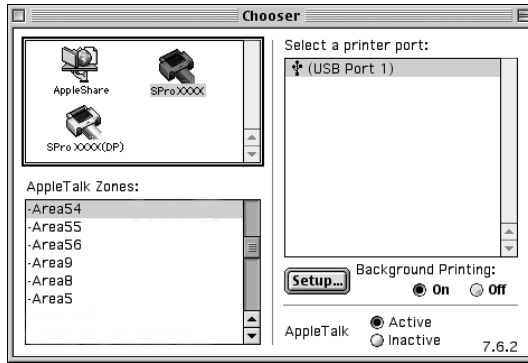 Chooser
AppleShare
SPro XXXX
SPro XXXX(DP)
AppleTalk Zones:
-Area54
-Area55
-Area56
-Area9
-Area8
-Area5
Select a printer port:
(USB Port 1)
Setup...
Background Printing:
On Off
AppleTalk
Active
Inactive
7.6.2